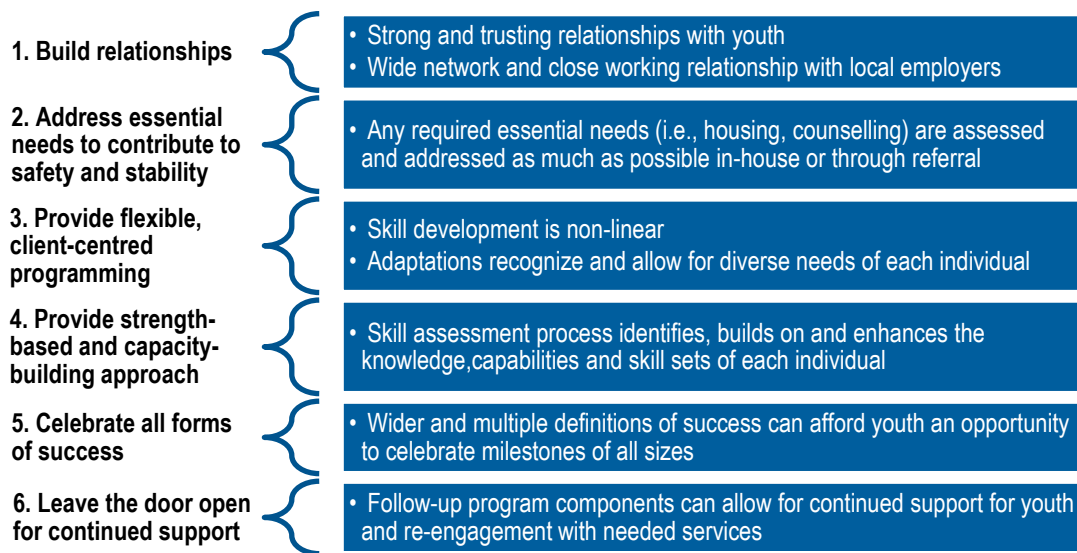 1. Build relationships
• Strong and trusting relationships with youth
• Wide network and close working relationship with local employers
2. Address essential
needs to contribute to
safety and stability
• Any required essential needs (i.e., housing, counselling) are assessed
and addressed as much as possible in-house or through referral
3. Provide flexible,
client-centred
programming
• Skill development is non-linear
• Adaptations recognize and allow for diverse needs of each individual
4. Provide strength-
based and capacity-
building approach
• Skill assessment process identifies, builds on and enhances the
knowledge,capabilities and skill sets of each individual
5. Celebrate all forms
of success
• Wider and multiple definitions of success can afford youth an opportunity
to celebrate milestones of all sizes
6. Leave the door open
for continued support
• Follow-up program components can allow for continued support for youth
and re-engagement with needed services